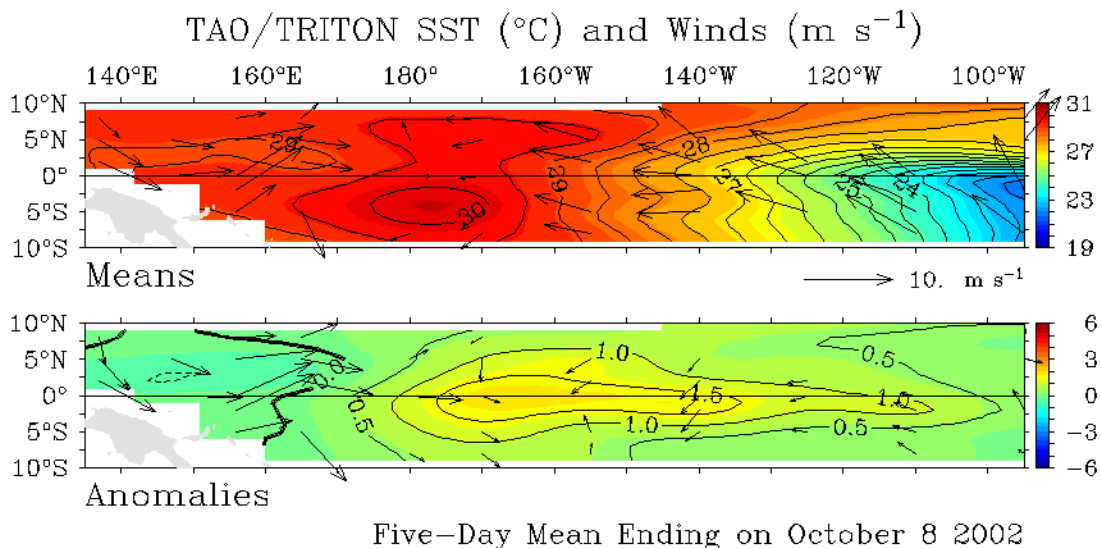 TAO/TRITON SST (°C) and Winds (m s⁻¹)
140°E 160°E 180° 160°W 140°W 120°W 100°W
10°N
5°N
0°
5°S
10°S
29 30 29 28 27 25 24
31
27
23
19
Means
10. m s⁻¹
10°N
5°N
0°
5°S
10°S
0.0 0.5 1.0 1.0 1.5 0.5 1.0 0.5
6
3
0
-3
-6
Anomalies
Five-Day Mean Ending on October 8 2002